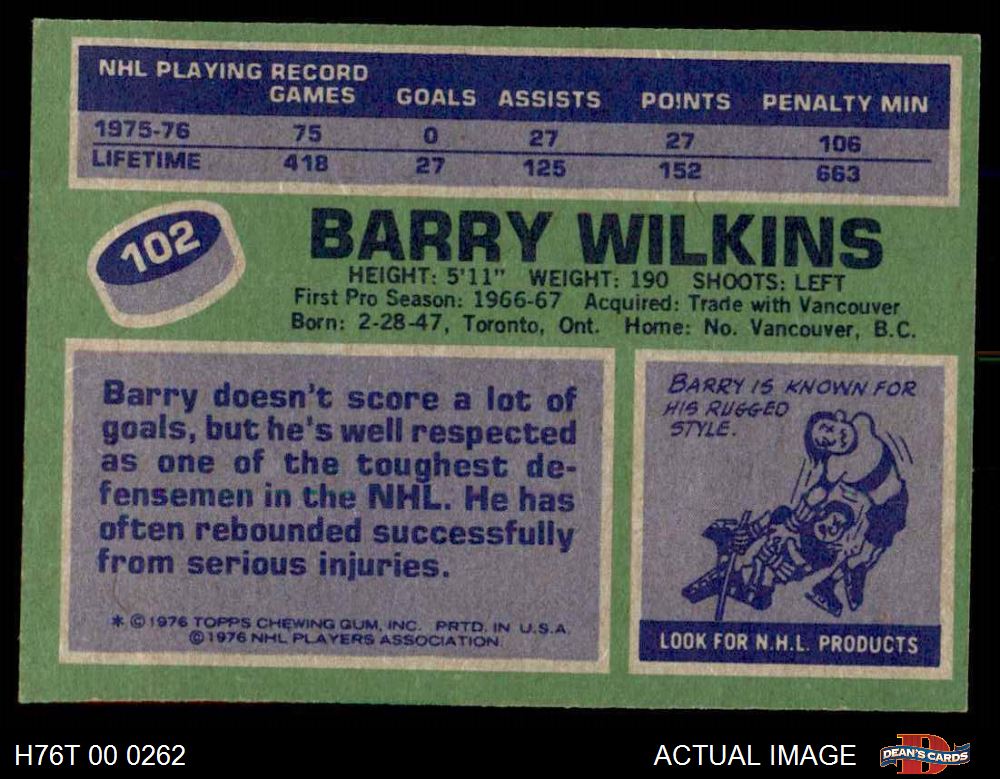 NHL PLAYING RECORD
GAMES GOALS ASSISTS POINTS PENALTY MIN
1975-76 75 0 27 27 106
LIFETIME 418 27 125 152 663
102
BARRY WILKINS
HEIGHT: 5'11" WEIGHT: 190 SHOOTS: LEFT
First Pro Season: 1966-67 Acquired: Trade with Vancouver
Born: 2-28-47, Toronto, Ont. Home: No. Vancouver, B.C.
Barry doesn't score a lot of
goals, but he's well respected
as one of the toughest de-
fensemen in the NHL. He has
often rebounded successfully
from serious injuries.
* © 1976 TOPPS CHEWING GUM, INC. PRTD. IN U.S.A.
© 1976 NHL PLAYERS ASSOCIATION.
BARRY IS KNOWN FOR
HIS RUGGED
STYLE.
LOOK FOR N.H.L. PRODUCTS
H76T 00 0262
ACTUAL IMAGE
DEAN'S CARDS